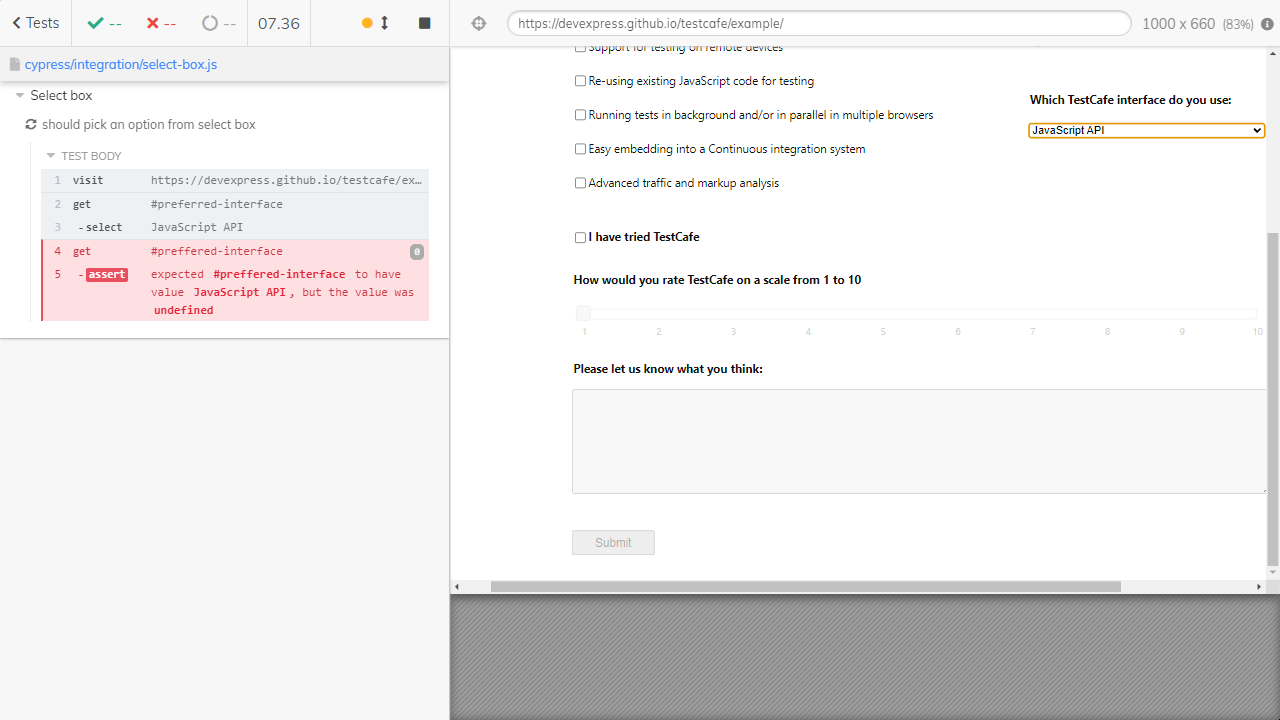 Tests
--
--
--
07.36
https://devexpress.github.io/testcafe/example/
1000 x 660 (83%)
cypress/integration/select-box.js
Select box
should pick an option from select box
TEST BODY
1 visit https://devexpress.github.io/testcafe/ex…
2 get #preferred-interface
3 - select JavaScript API
4 get #preffered-interface 0
5 - assert expected #preffered-interface to have
value JavaScript API, but the value was
undefined
Support for testing on remote devices
Re-using existing JavaScript code for testing
Running tests in background and/or in parallel in multiple browsers
Easy embedding into a Continuous integration system
Advanced traffic and markup analysis
Which TestCafe interface do you use:
JavaScript API
I have tried TestCafe
How would you rate TestCafe on a scale from 1 to 10
1 2 3 4 5 6 7 8 9 10
Please let us know what you think:
Submit